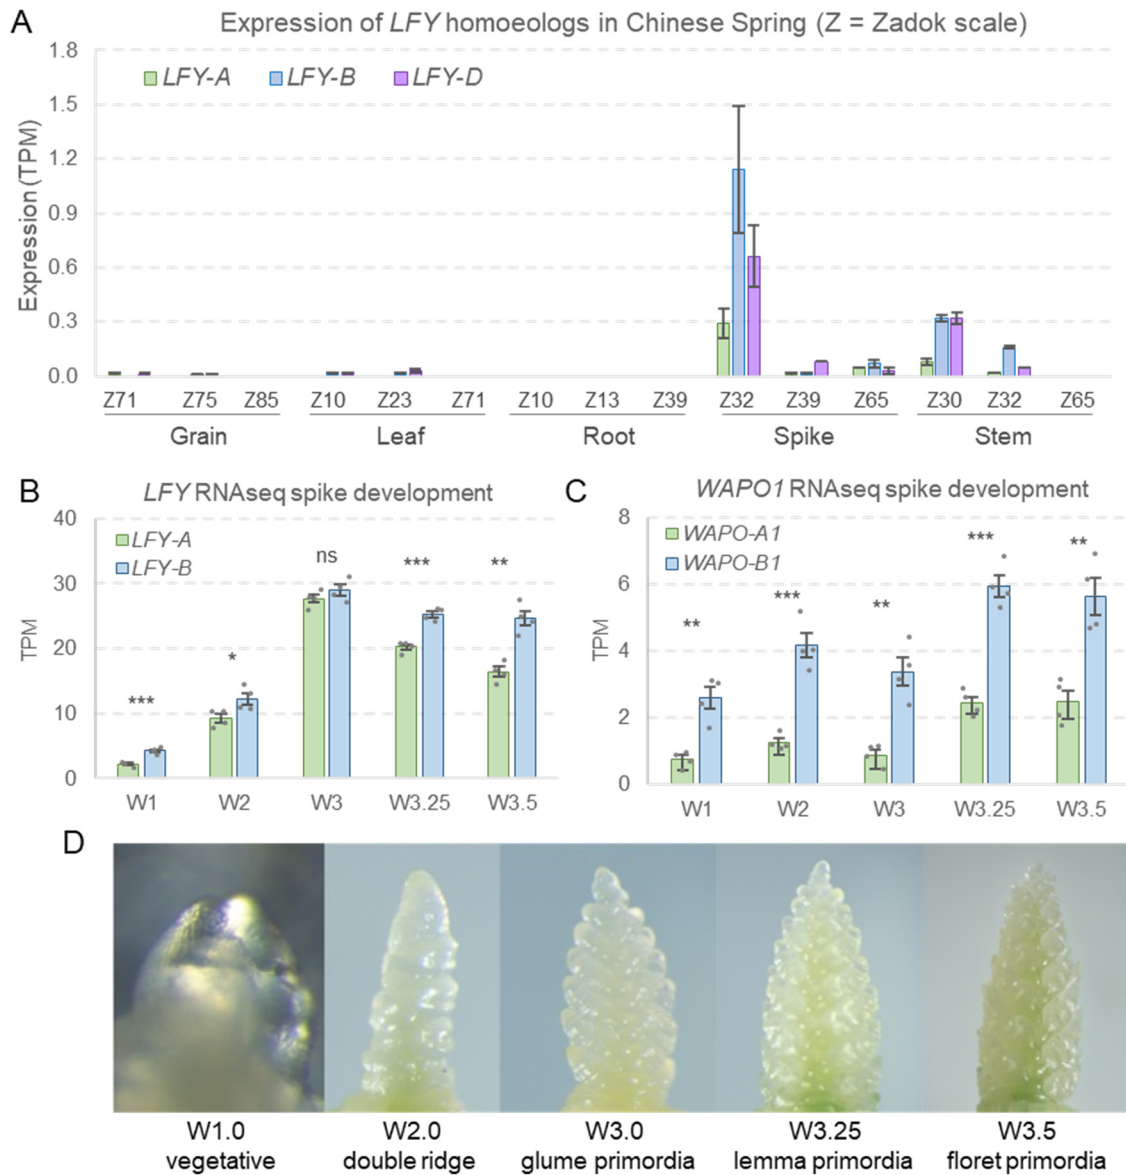 A
Expression of LFY homoeologs in Chinese Spring (Z = Zadok scale)
Expression (TPM)
1.8
1.5
1.2
0.9
0.6
0.3
0.0
LFY-A LFY-B LFY-D
Z71 Z75 Z85 Z10 Z23 Z71 Z10 Z13 Z39 Z32 Z39 Z65 Z30 Z32 Z65
Grain Leaf Root Spike Stem
B
LFY RNAseq spike development
TPM
40
30
20
10
0
LFY-A
LFY-B
*** * ns *** **
W1 W2 W3 W3.25 W3.5
C
WAPO1 RNAseq spike development
TPM
8
6
4
2
0
WAPO-A1
WAPO-B1
** *** ** *** **
W1 W2 W3 W3.25 W3.5
D
W1.0 W2.0 W3.0 W3.25 W3.5
vegetative double ridge glume primordia lemma primordia floret primordia